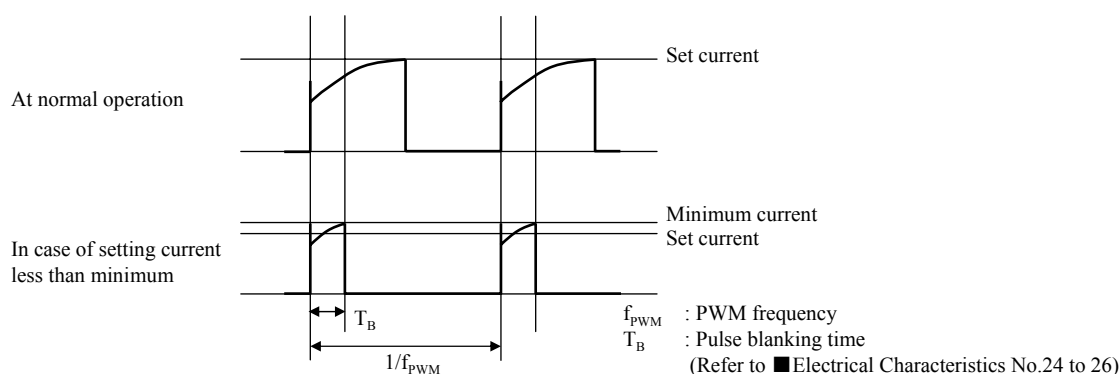 Set current
At normal operation
Minimum current
Set current
In case of setting current
less than minimum
T_B
f_PWM : PWM frequency
T_B : Pulse blanking time
1/f_PWM
(Refer to ■Electrical Characteristics No.24 to 26)